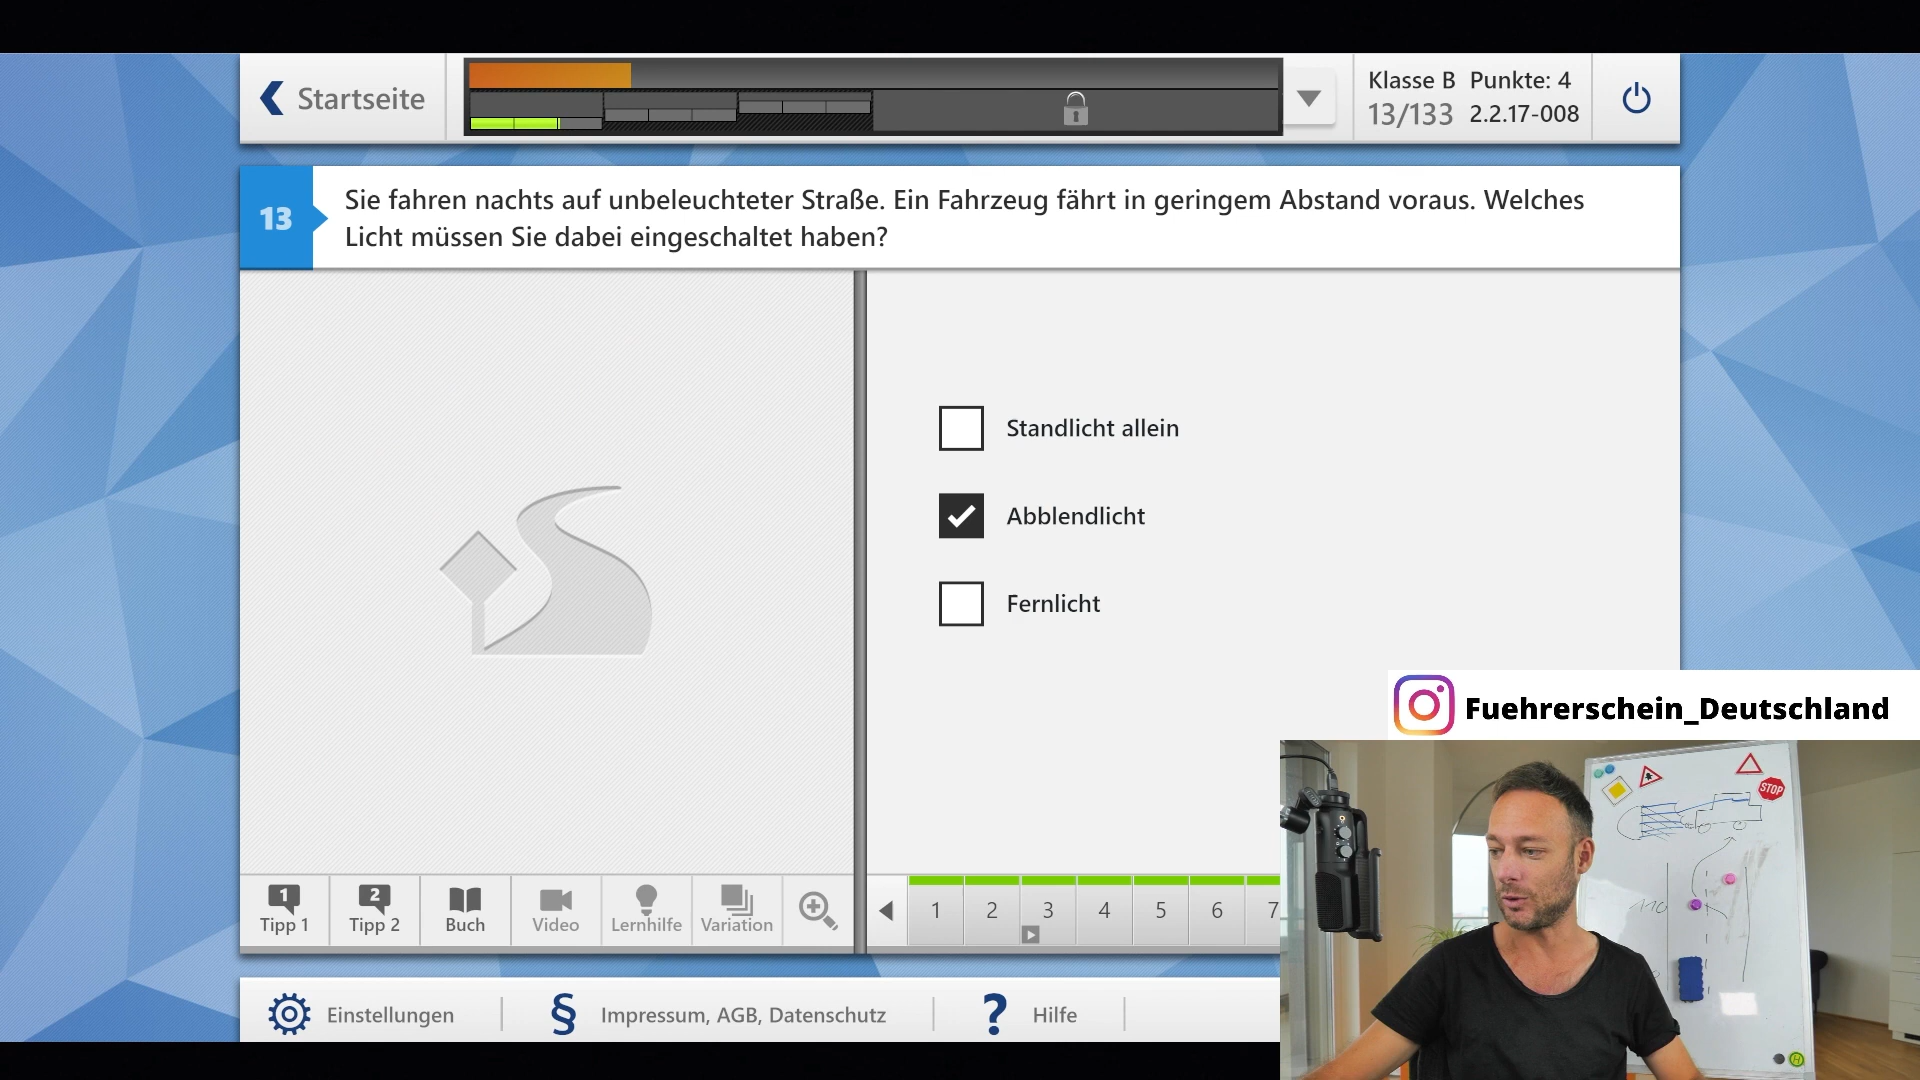 Startseite
Klasse B Punkte: 4
13/133 2.2.17-008
13
Sie fahren nachts auf unbeleuchteter Straße. Ein Fahrzeug fährt in geringem Abstand voraus. Welches
Licht müssen Sie dabei eingeschaltet haben?
Standlicht allein
Abblendlicht
Fernlicht
Fuehrerschein_Deutschland
STOP
110
1 2
Tipp 1 Tipp 2 Buch Video Lernhilfe Variation
1 2 3 4 5 6 7
Einstellungen
§ Impressum, AGB, Datenschutz
? Hilfe